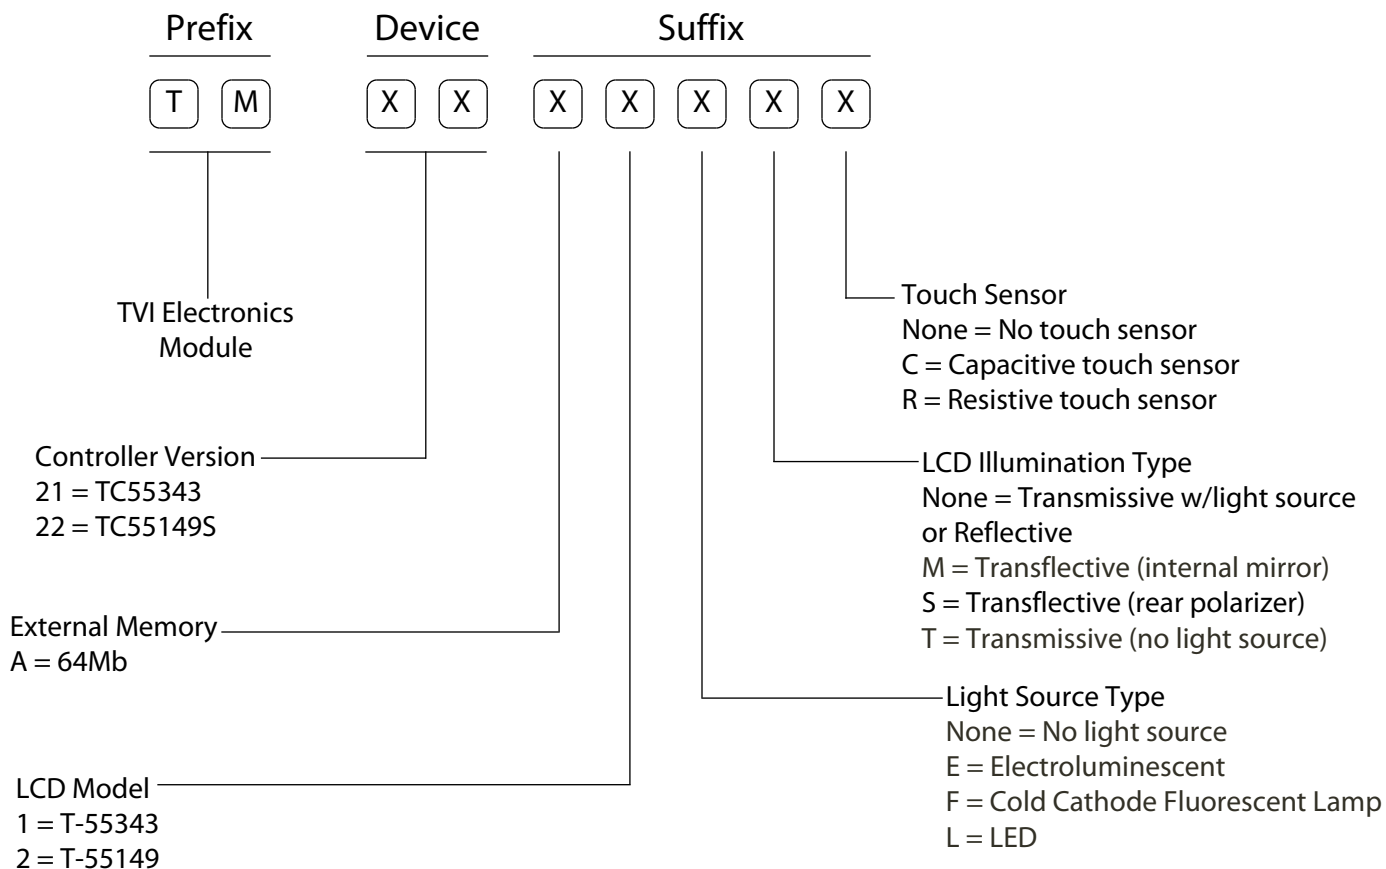 Prefix
Device
Suffix
T M X X X X X X X
TVI Electronics
Module
Controller Version
21 = TC55343
22 = TC55149S
External Memory
A = 64Mb
LCD Model
1 = T-55343
2 = T-55149
Touch Sensor
None = No touch sensor
C = Capacitive touch sensor
R = Resistive touch sensor
LCD Illumination Type
None = Transmissive w/light source
or Reflective
M = Transflective (internal mirror)
S = Transflective (rear polarizer)
T = Transmissive (no light source)
Light Source Type
None = No light source
E = Electroluminescent
F = Cold Cathode Fluorescent Lamp
L = LED